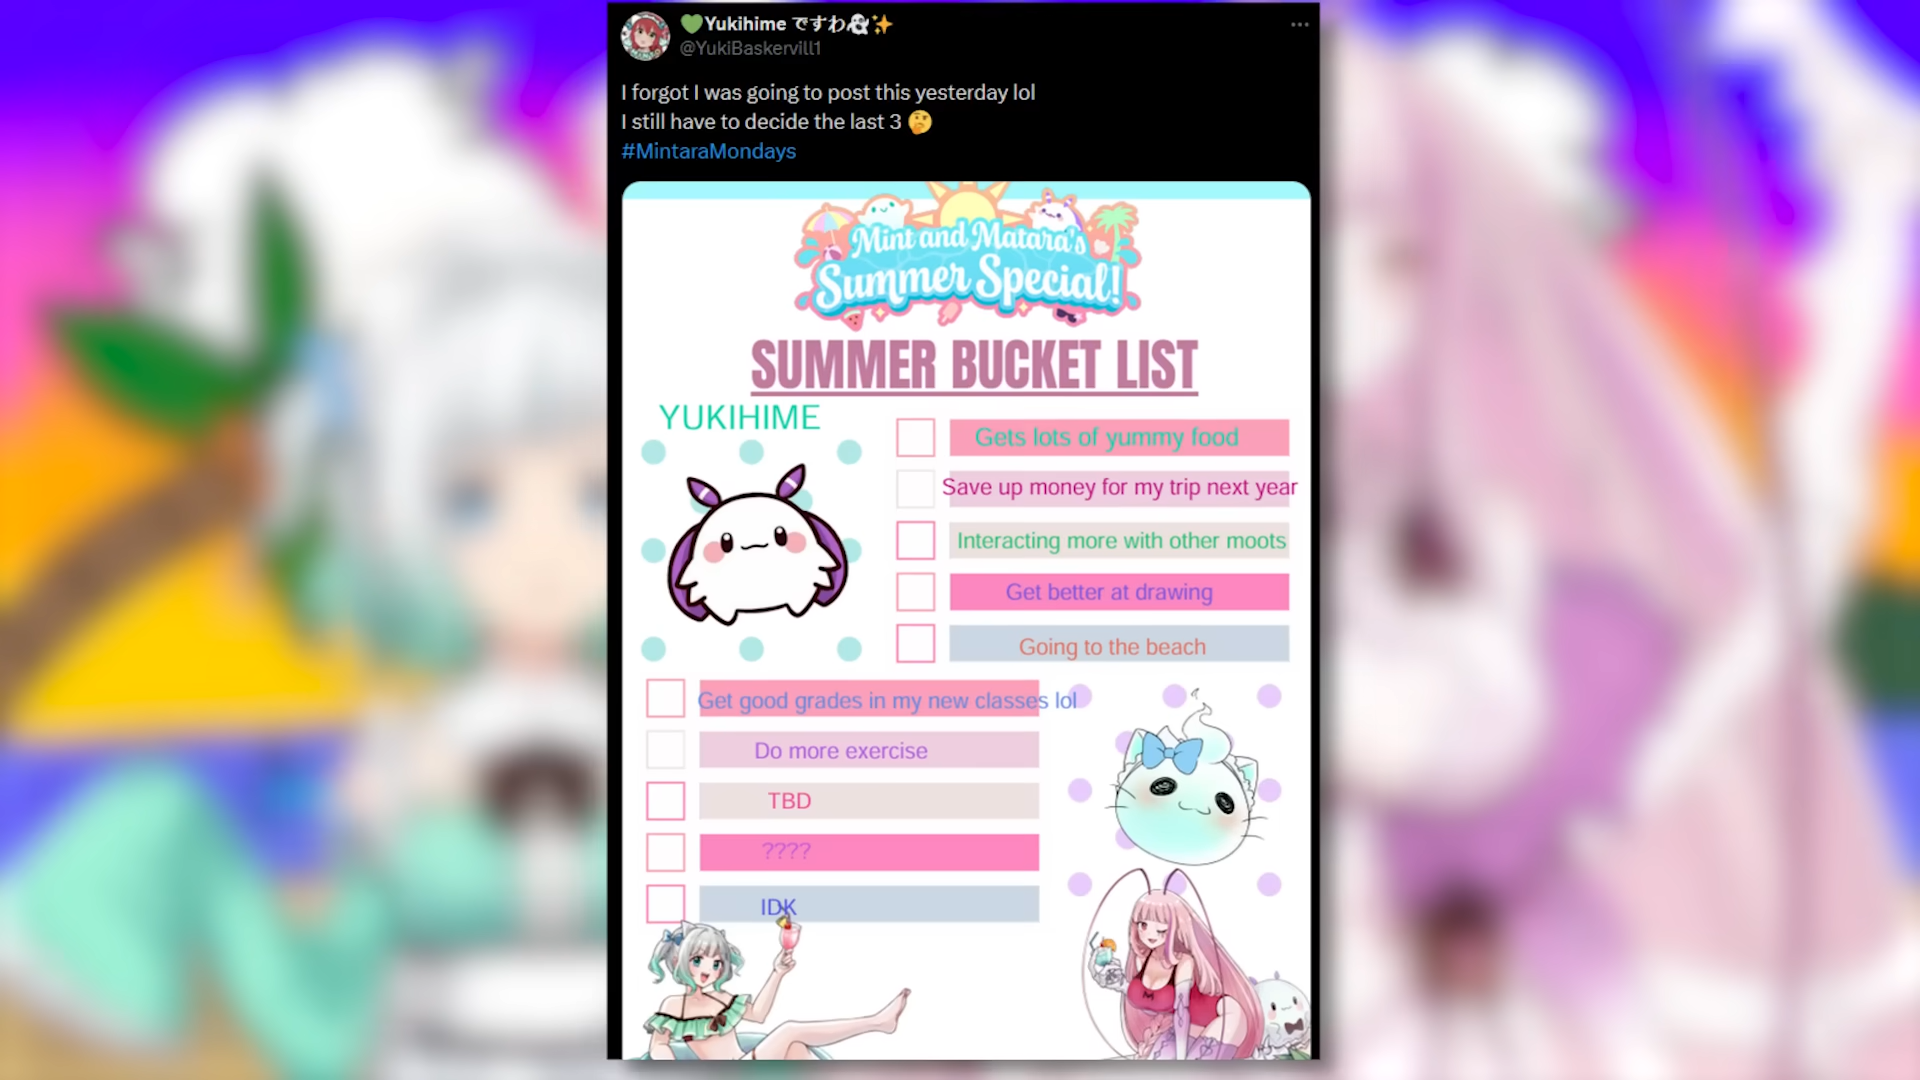 💚Yukihime ですわ👻✨
@YukiBaskervill1
I forgot I was going to post this yesterday lol
I still have to decide the last 3 🤔
#MintaraMondays
Mint and Matara's
Summer Special!
SUMMER BUCKET LIST
YUKIHIME
Gets lots of yummy food
Save up money for my trip next year
Interacting more with other moots
Get better at drawing
Going to the beach
Get good grades in my new classes lol
Do more exercise
TBD
????
IDK